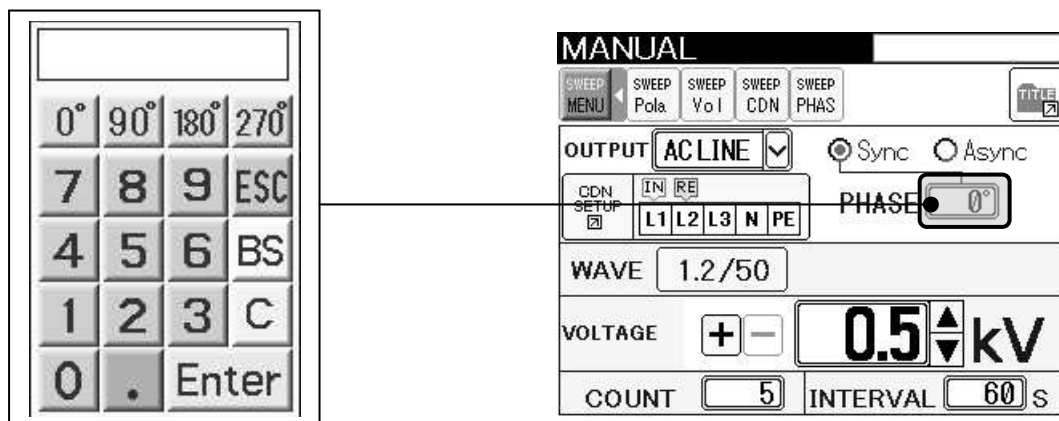 0° 90° 180° 270°
7 8 9 ESC
4 5 6 BS
1 2 3 C
0 . Enter
MANUAL
SWEEP MENU
SWEEP Pola.
SWEEP Vol
SWEEP CDN
SWEEP PHAS
TITLE
OUTPUT AC LINE Sync Async
CDN SETUP
IN RE
L1 L2 L3 N PE
PHASE 0°
WAVE 1.2/50
VOLTAGE + - 0.5 kV
COUNT 5 INTERVAL 60 S